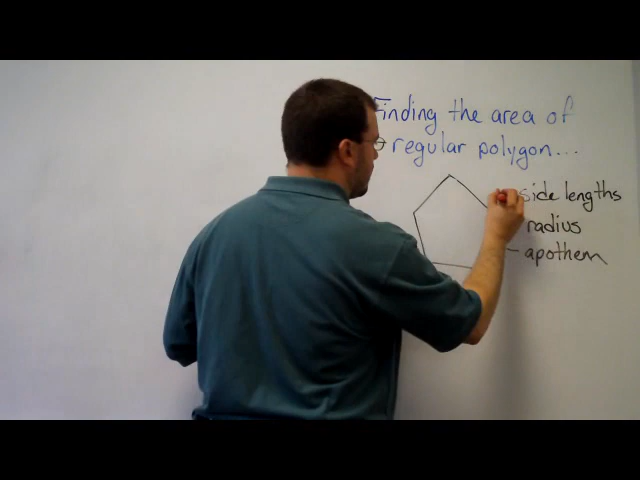 Finding the area of
regular polygon...
side lengths
radius
- apothem